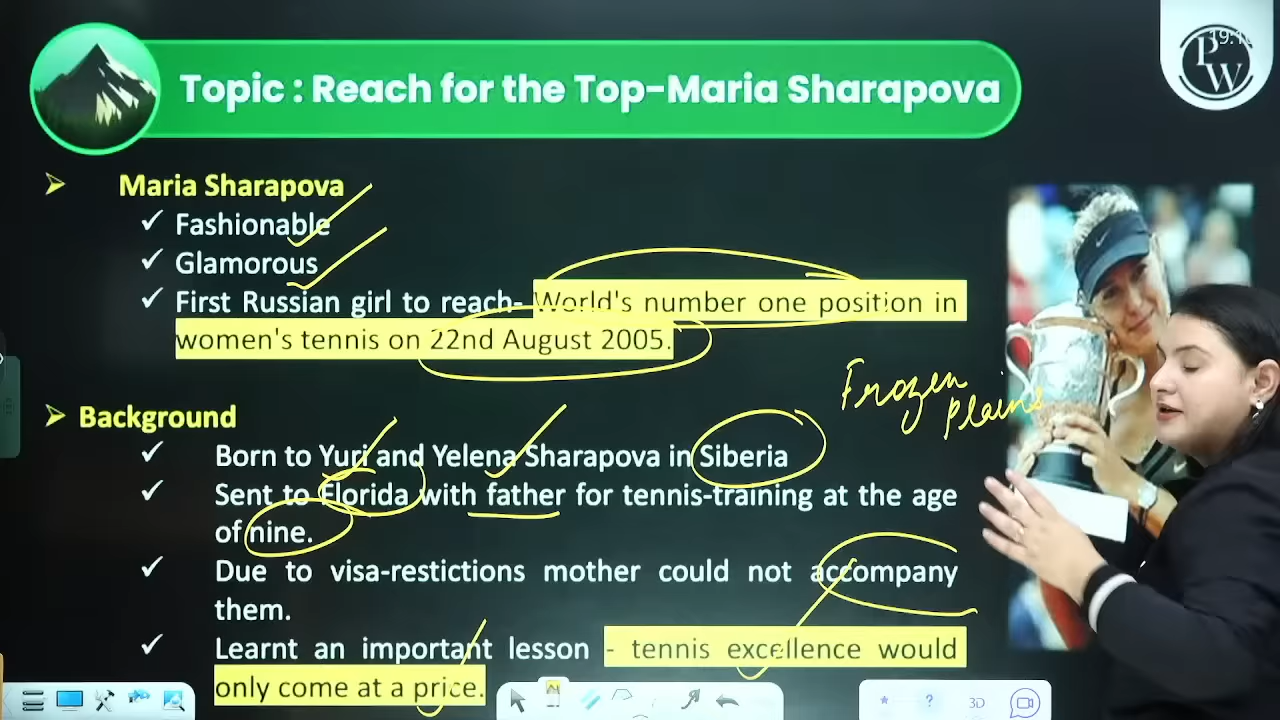 Topic : Reach for the Top-Maria Sharapova
PW
Maria Sharapova
Fashionable
Glamorous
First Russian girl to reach- World's number one position in
women's tennis on 22nd August 2005.
Frozen
Plains
Background
Born to Yuri and Yelena Sharapova in Siberia
Sent to Florida with father for tennis-training at the age
of nine.
Due to visa-restictions mother could not accompany
them.
Learnt an important lesson - tennis excellence would
only come at a price.
3D